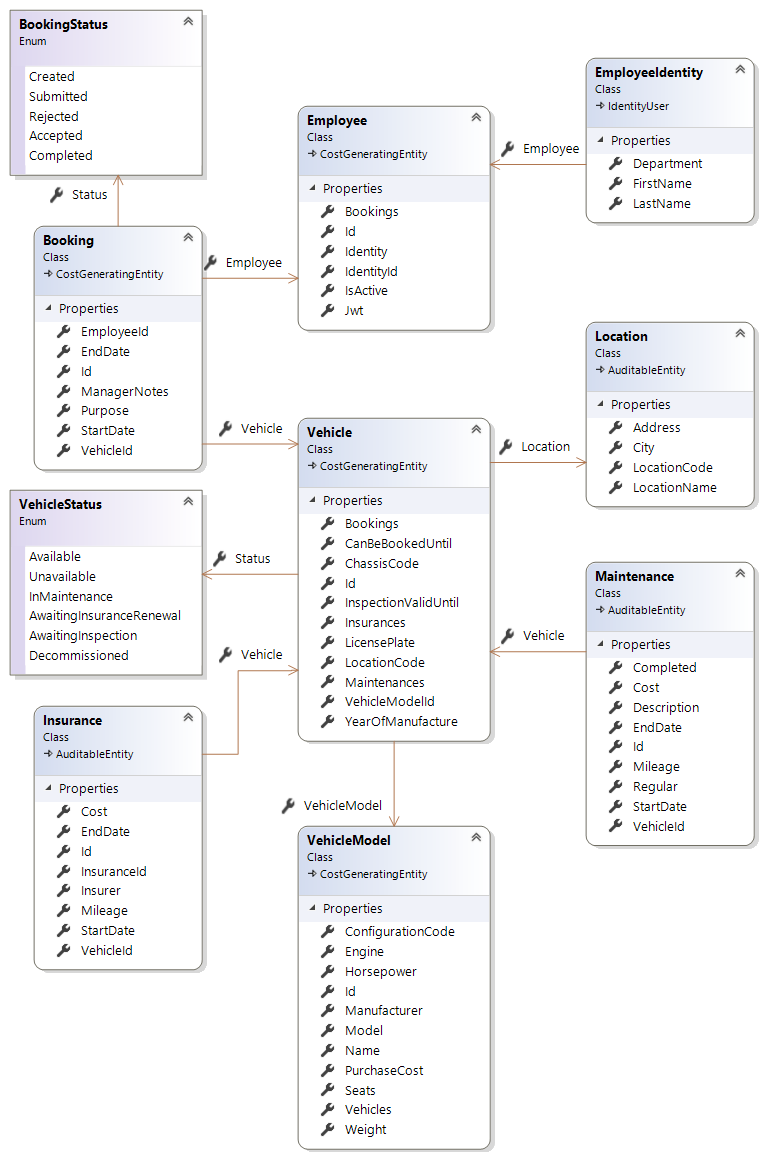 BookingStatus
Enum
Created
Submitted
Rejected
Accepted
Completed
Status
Booking
Class
CostGeneratingEntity
Properties
EmployeeId
EndDate
Id
ManagerNotes
Purpose
StartDate
VehicleId
Employee
Employee
Class
CostGeneratingEntity
Properties
Bookings
Id
Identity
IdentityId
IsActive
Jwt
Employee
EmployeeIdentity
Class
IdentityUser
Properties
Department
FirstName
LastName
Vehicle
Vehicle
Class
CostGeneratingEntity
Properties
Bookings
CanBeBookedUntil
ChassisCode
Id
InspectionValidUntil
Insurances
LicensePlate
LocationCode
Maintenances
VehicleModelId
YearOfManufacture
Location
Location
Class
AuditableEntity
Properties
Address
City
LocationCode
LocationName
VehicleStatus
Enum
Available
Unavailable
InMaintenance
AwaitingInsuranceRenewal
AwaitingInspection
Decommissioned
Status
Vehicle
Vehicle
Maintenance
Class
AuditableEntity
Properties
Completed
Cost
Description
EndDate
Id
Mileage
Regular
StartDate
VehicleId
Insurance
Class
AuditableEntity
Properties
Cost
EndDate
Id
InsuranceId
Insurer
Mileage
StartDate
VehicleId
VehicleModel
VehicleModel
Class
CostGeneratingEntity
Properties
ConfigurationCode
Engine
Horsepower
Id
Manufacturer
Model
Name
PurchaseCost
Seats
Vehicles
Weight